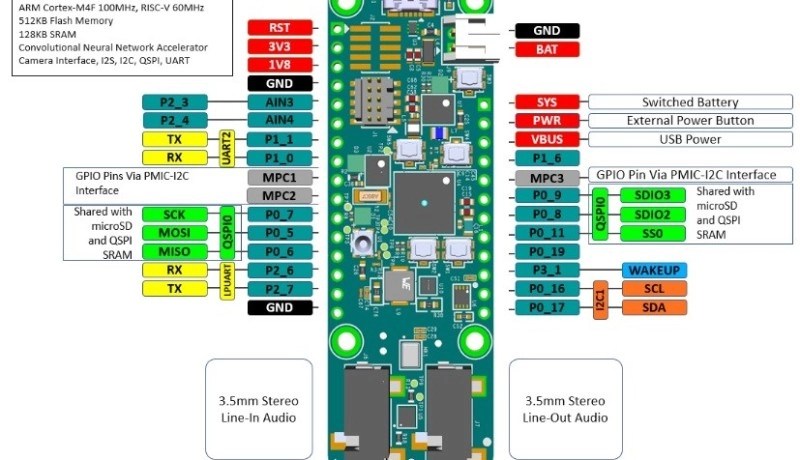 ARM Cortex-M4F 100MHz, RISC-V 60MHz
512KB Flash Memory
128KB SRAM
Convolutional Neural Network Accelerator
Camera Interface, I2S, I2C, QSPI, UART
RST
3V3
1V8
GND
P2_3 AIN3
P2_4 AIN4
TX P1_1
UART2
RX P1_0
GPIO Pins Via PMIC-I2C
Interface
MPC1
MPC2
Shared with
microSD
and QSPI
SRAM
SCK P0_7
MOSI P0_5
MISO P0_6
QSPI0
RX P2_6
TX P2_7
LPUART
GND
GND
BAT
SYS Switched Battery
PWR External Power Button
VBUS USB Power
P1_6
MPC3 GPIO Pins Via PMIC-I2C Interface
P0_9 SDIO3
P0_8 SDIO2
P0_11 SS0
QSPI0
Shared with
microSD
and QSPI
SRAM
P0_19
P3_1 WAKEUP
P0_16 SCL
P0_17 SDA
I2C1
3.5mm Stereo
Line-In Audio
3.5mm Stereo
Line-Out Audio